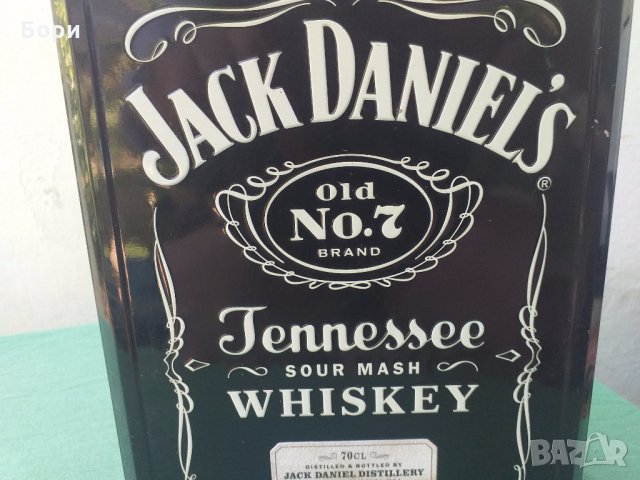 Бори
JACK DANIEL'S
®
Old
No.7
BRAND
Tennessee
SOUR MASH
WHISKEY
70CL
DISTILLED & BOTTLED BY
JACK DANIEL DISTILLERY
BAZAR